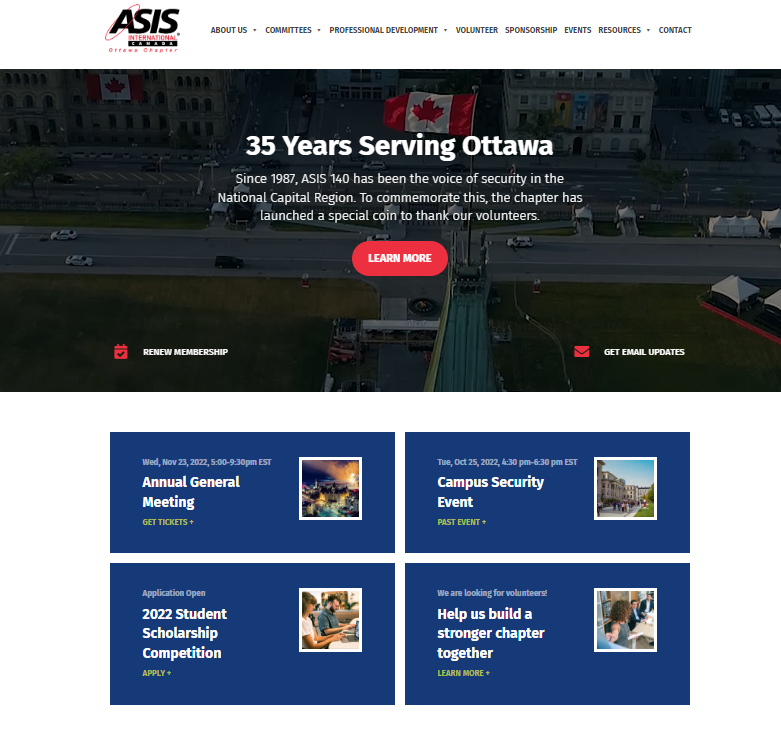 ASIS
INTERNATIONAL
CANADA
Ottawa Chapter
ABOUT US
COMMITTEES
PROFESSIONAL DEVELOPMENT
VOLUNTEER
SPONSORSHIP
EVENTS
RESOURCES
CONTACT
35 Years Serving Ottawa
Since 1987, ASIS 140 has been the voice of security in the
National Capital Region. To commemorate this, the chapter has
launched a special coin to thank our volunteers.
LEARN MORE
RENEW MEMBERSHIP
GET EMAIL UPDATES
Wed, Nov 23, 2022, 5:00-9:30pm EST
Annual General
Meeting
GET TICKETS +
Tue, Oct 25, 2022, 4:30 pm-6:30 pm EST
Campus Security
Event
PAST EVENT +
Application Open
2022 Student
Scholarship
Competition
APPLY +
We are looking for volunteers!
Help us build a
stronger chapter
together
LEARN MORE +